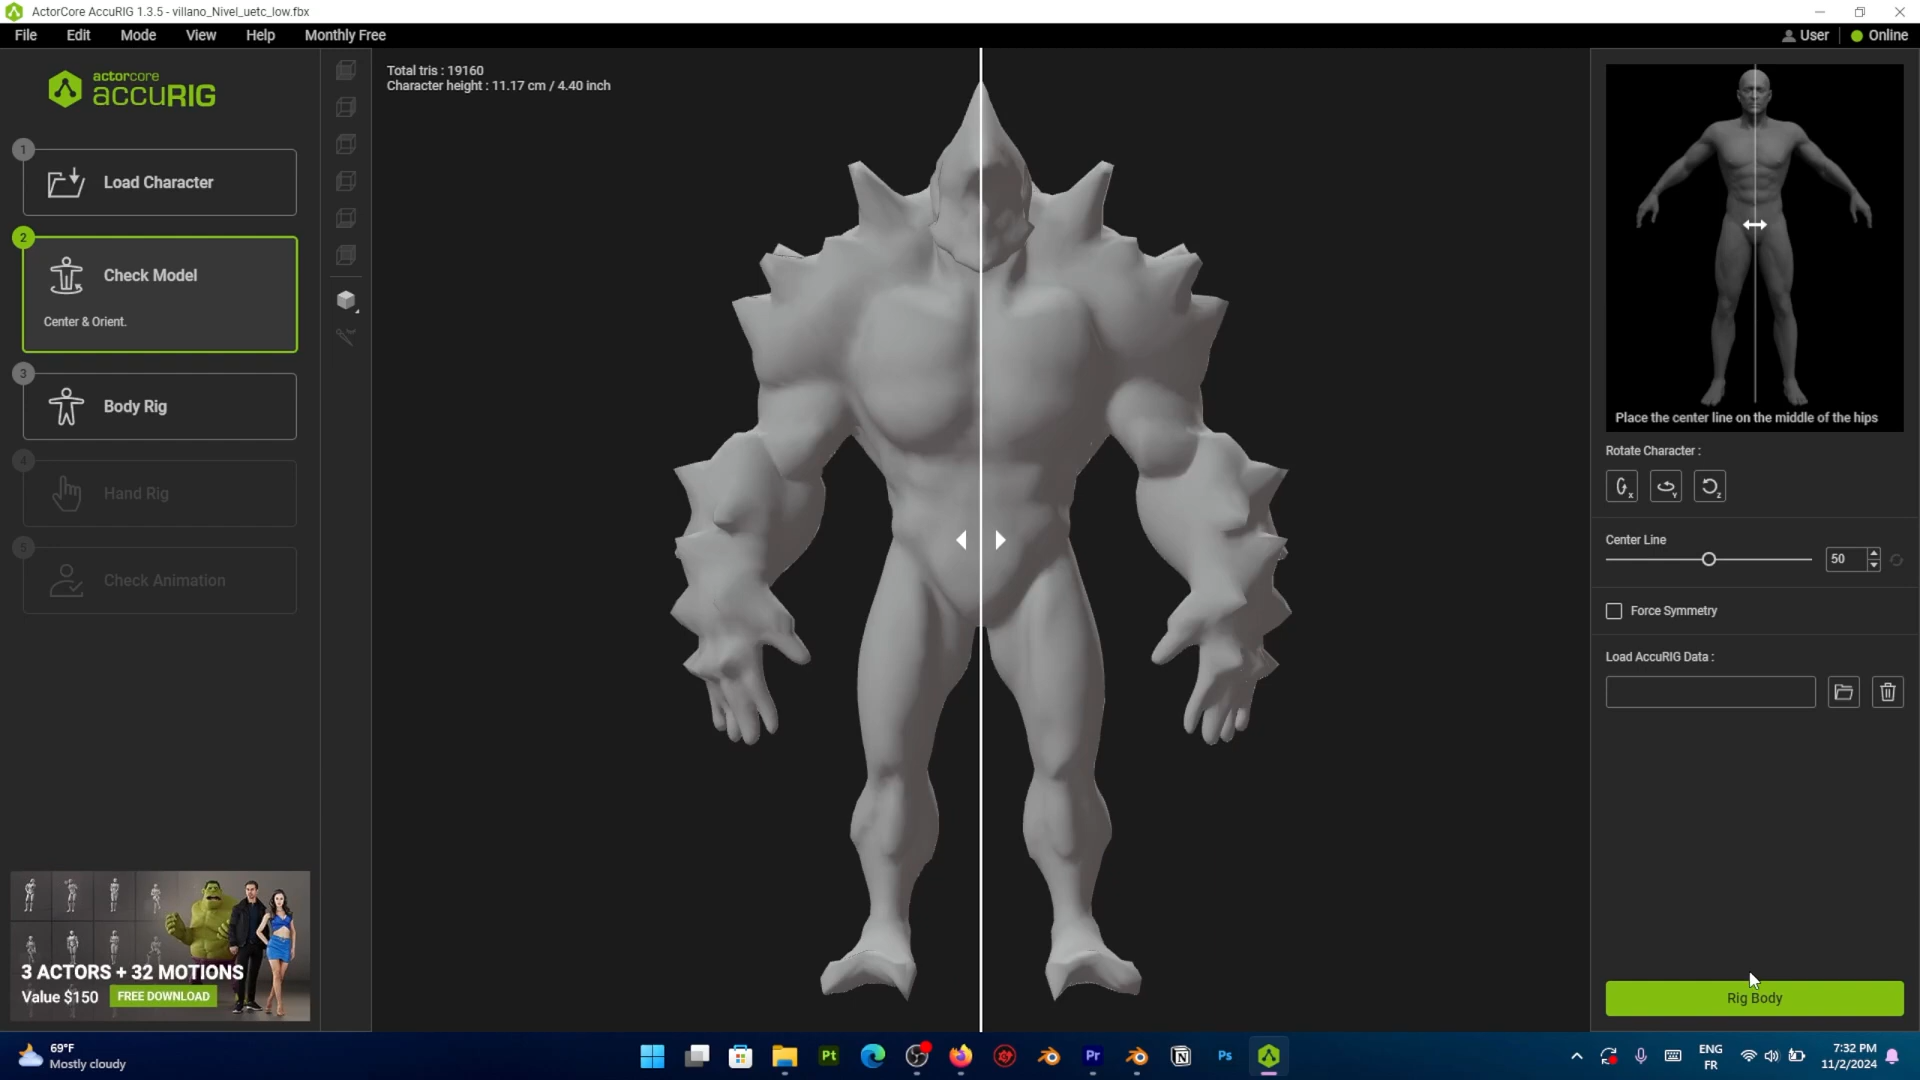 ActorCore AccuRIG 1.3.5 - villano_Nivel_uetc_low.fbx
File Edit Mode View Help Monthly Free
User Online
actorcore
accuRIG
Total tris : 19160
Character height : 11.17 cm / 4.40 inch
1
Load Character
2
Check Model
Center & Orient.
3
Body Rig
4
Hand Rig
5
Check Animation
Place the center line on the middle of the hips
Rotate Character :
X Y Z
Center Line
50
Force Symmetry
Load AccuRIG Data :
Rig Body
3 ACTORS + 32 MOTIONS
Value $150 FREE DOWNLOAD
69°F
Mostly cloudy
Pt
Pr
Ps
ENG
FR
7:32 PM
11/2/2024